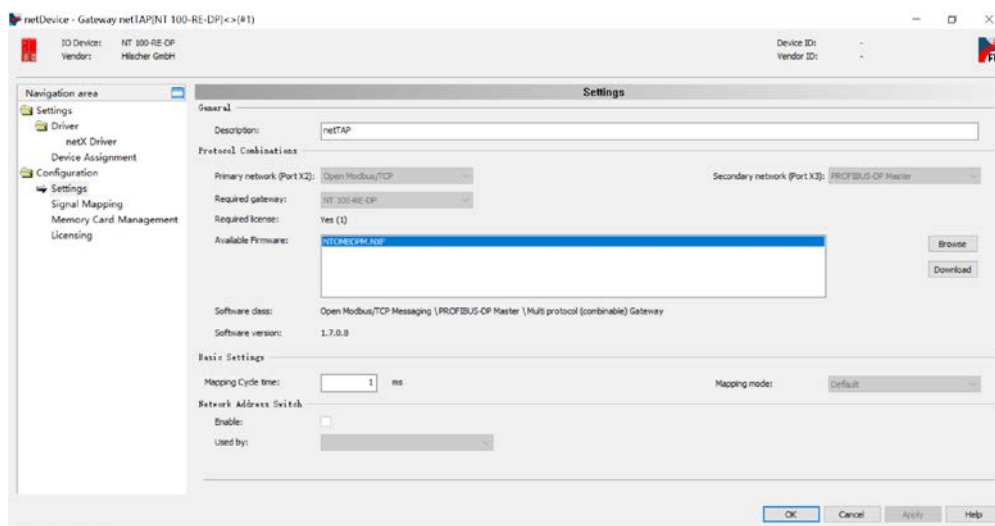 netDevice - Gateway netTAP[NT 100-RE-DP]<>(#1)
IO Device: NT 100-RE-DP
Vendor: Hilscher GmbH
Device ID: -
Vendor ID: -
Navigation area
Settings
Driver
netX Driver
Device Assignment
Configuration
Settings
Signal Mapping
Memory Card Management
Licensing
Settings
General
Description: netTAP
Protocol Combinations
Primary network (Port X2): Open Modbus/TCP
Secondary network (Port X3): PROFIBUS-DP Master
Required gateway: NT 100-RE-DP
Required license: Yes (1)
Available Firmware: NTOMBDPM.NXF
Browse
Download
Software class: Open Modbus/TCP Messaging \ PROFIBUS-DP Master \ Multi protocol (combinable) Gateway
Software version: 1.7.0.8
Basic Settings
Mapping Cycle time: 1 ms
Mapping mode: Default
Network Address Switch
Enable:
Used by:
OK Cancel Apply Help